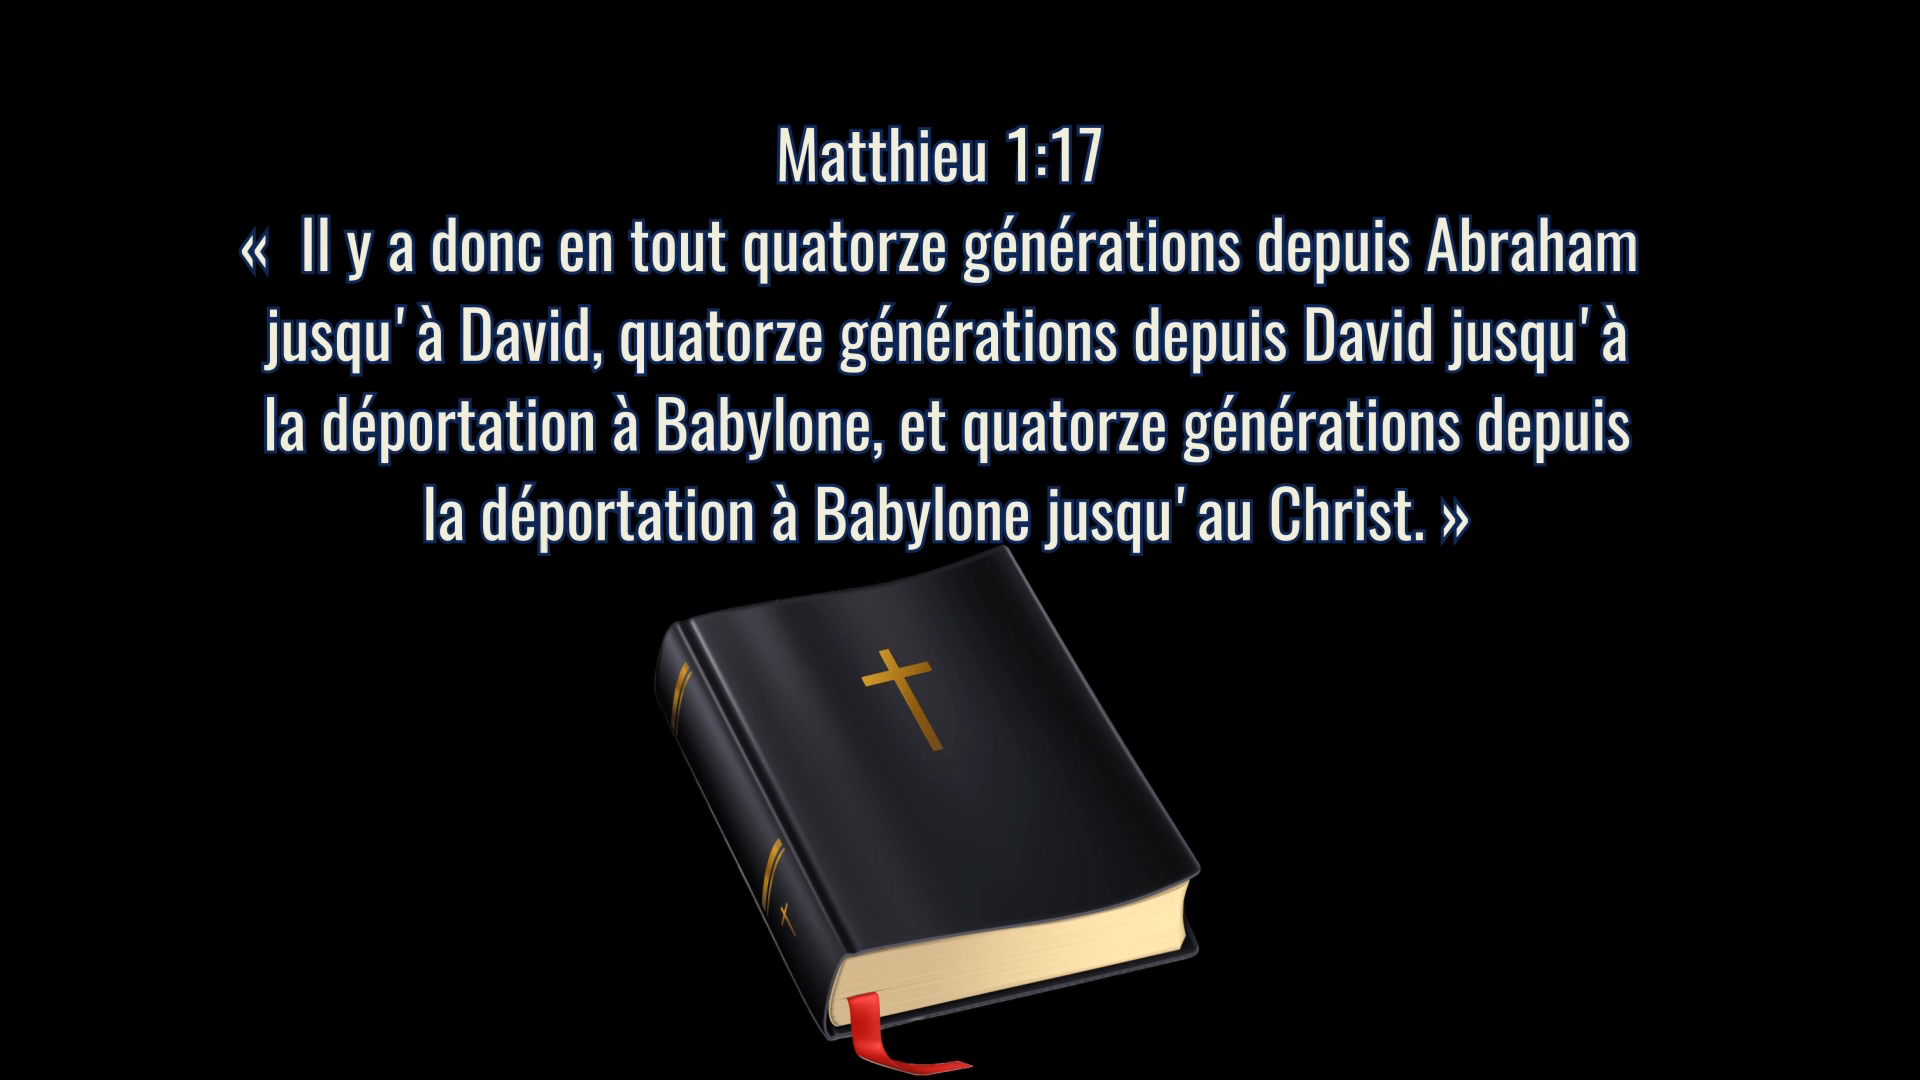 Matthieu 1:17
«  Il y a donc en tout quatorze générations depuis Abraham
jusqu'à David, quatorze générations depuis David jusqu'à
la déportation à Babylone, et quatorze générations depuis
la déportation à Babylone jusqu'au Christ. »